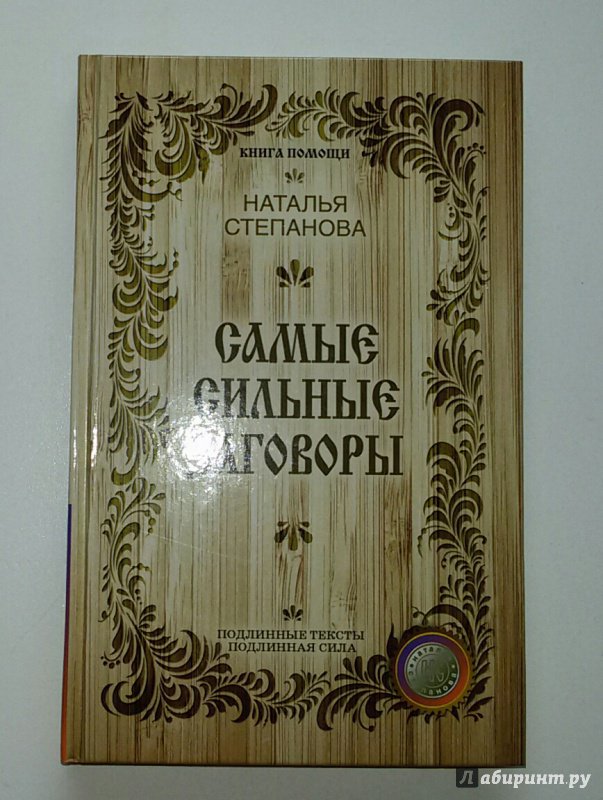 КНИГА ПОМОЩИ
НАТАЛЬЯ
СТЕПАНОВА
САМЫЕ
СИЛЬНЫЕ
ЗАГОВОРЫ
ПОДЛИННЫЕ ТЕКСТЫ
ПОДЛИННАЯ СИЛА
Лабиринт.ру